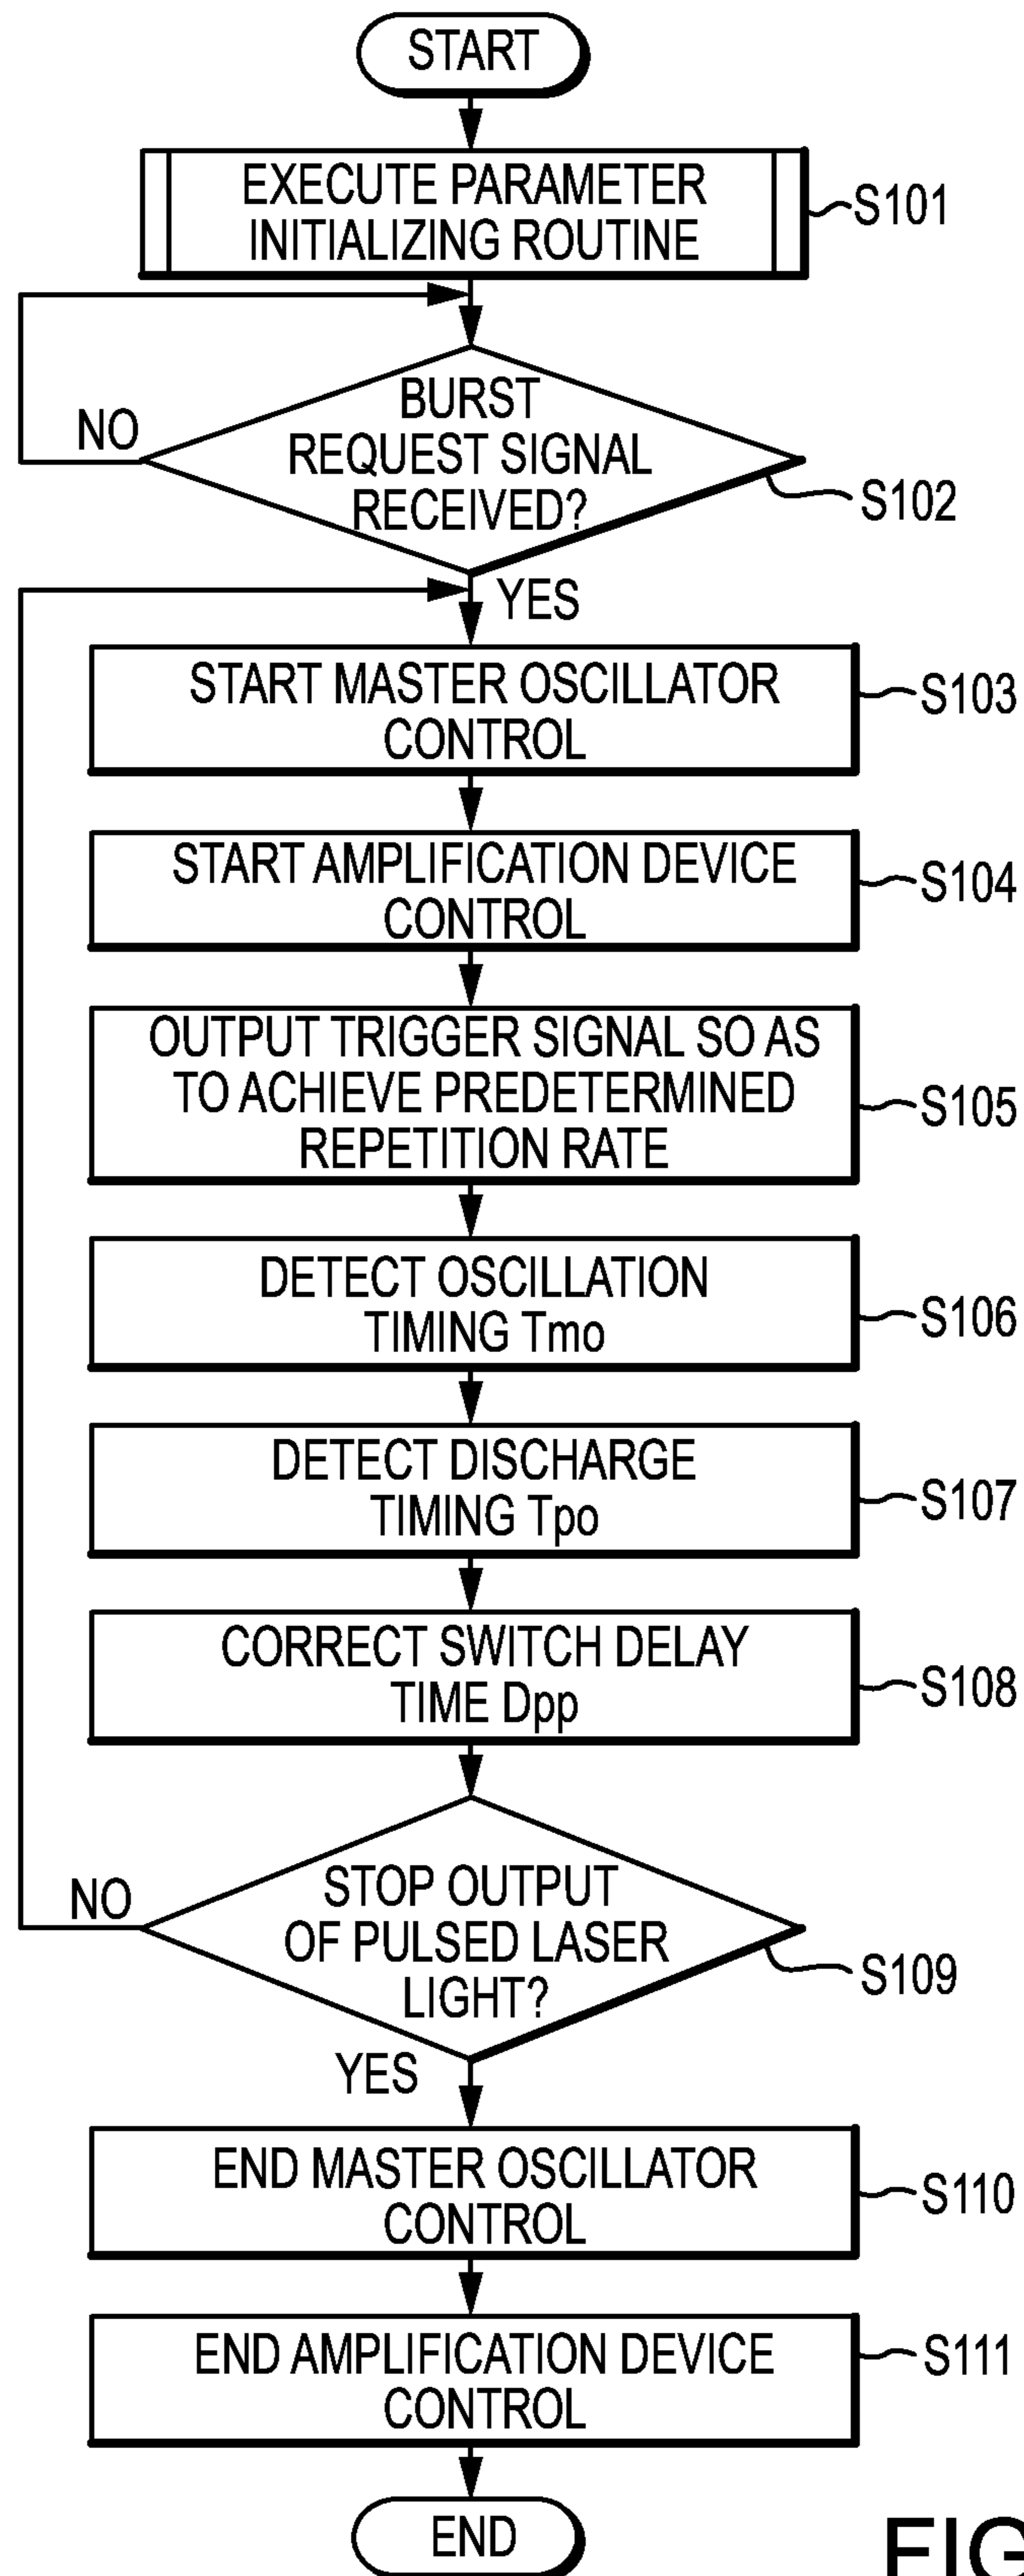 START
EXECUTE PARAMETER
INITIALIZING ROUTINE
S101
BURST
REQUEST SIGNAL
RECEIVED?
NO
S102
YES
START MASTER OSCILLATOR
CONTROL
S103
START AMPLIFICATION DEVICE
CONTROL
S104
OUTPUT TRIGGER SIGNAL SO AS
TO ACHIEVE PREDETERMINED
REPETITION RATE
S105
DETECT OSCILLATION
TIMING Tmo
S106
DETECT DISCHARGE
TIMING Tpo
S107
CORRECT SWITCH DELAY
TIME Dpp
S108
STOP OUTPUT
OF PULSED LASER
LIGHT?
NO
S109
YES
END MASTER OSCILLATOR
CONTROL
S110
END AMPLIFICATION DEVICE
CONTROL
S111
END
FIG